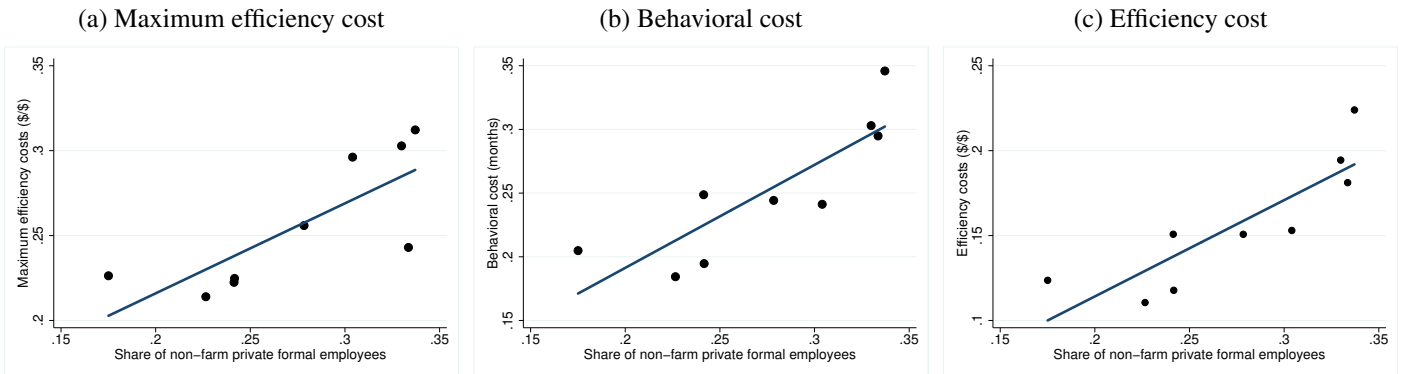 (a) Maximum efficiency cost
.35
.3
.25
.2
Maximum efficiency costs ($/$)
.15 .2 .25 .3 .35
Share of non−farm private formal employees
(b) Behavioral cost
.35
.3
.25
.2
.15
Behavioral cost (months)
.15 .2 .25 .3 .35
Share of non−farm private formal employees
(c) Efficiency cost
.25
.2
.15
.1
Efficiency costs ($/$)
.15 .2 .25 .3 .35
Share of non−farm private formal employees